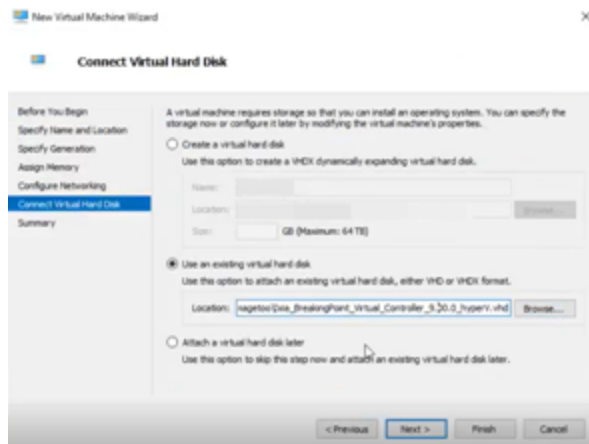 New Virtual Machine Wizard
Connect Virtual Hard Disk
Before You Begin
Specify Name and Location
Specify Generation
Assign Memory
Configure Networking
Connect Virtual Hard Disk
Summary
A virtual machine requires storage so that you can install an operating system. You can specify the
storage now or configure it later by modifying the virtual machine's properties.
Create a virtual hard disk
Use this option to create a VHDX dynamically expanding virtual hard disk.
Name:
Location:
Browse...
Size:
GB (Maximum: 64 TB)
Use an existing virtual hard disk
Use this option to attach an existing virtual hard disk, either VHD or VHDX format.
Location:
BreakingPoint_Virtual_Controller_
Browse...
Attach a virtual hard disk later
Use this option to skip this step now and attach an existing virtual hard disk later.
< Previous
Next >
Finish
Cancel